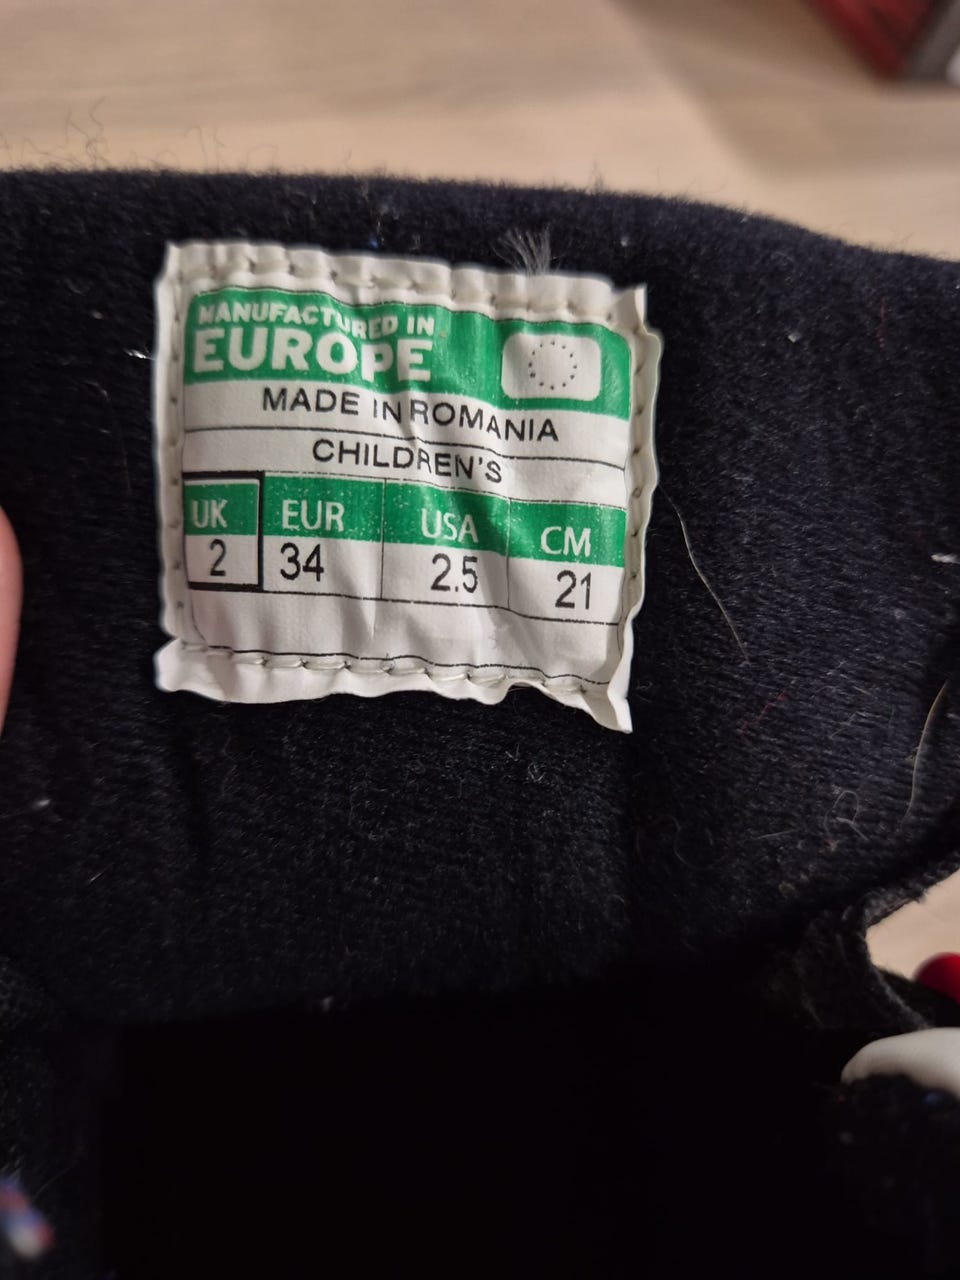 MANUFACTURED IN
EUROPE
MADE IN ROMANIA
CHILDREN'S
UK EUR USA CM
2 34 2.5 21